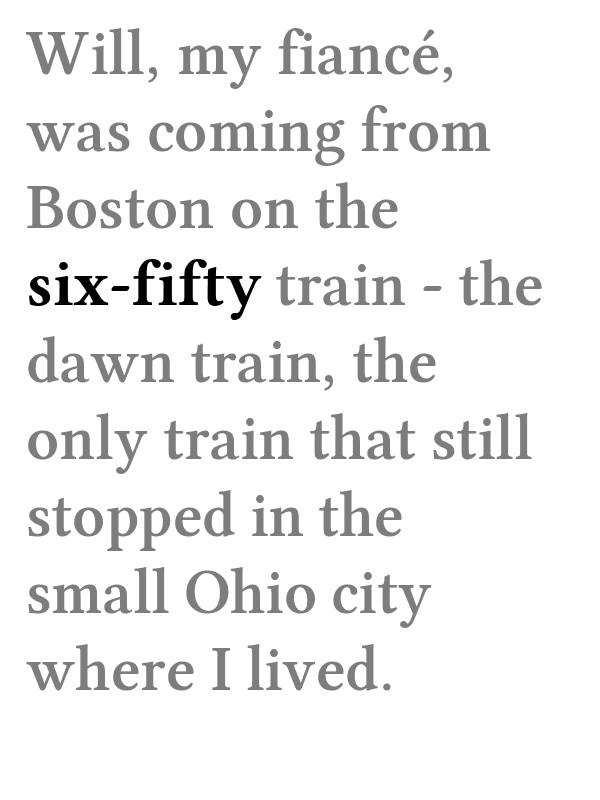 Will, my fiancé,
was coming from
Boston on the
six-fifty train - the
dawn train, the
only train that still
stopped in the
small Ohio city
where I lived.